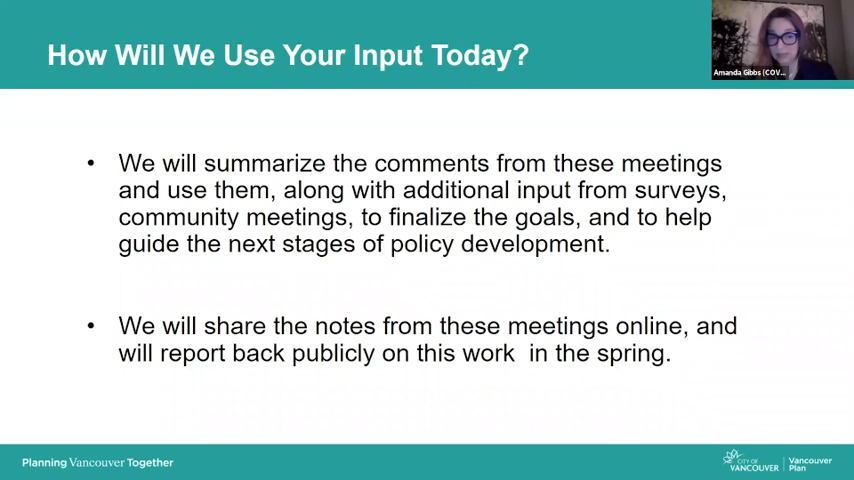 How Will We Use Your Input Today?
Amanda Gibbs (COV...
• We will summarize the comments from these meetings
and use them, along with additional input from surveys,
community meetings, to finalize the goals, and to help
guide the next stages of policy development.
• We will share the notes from these meetings online, and
will report back publicly on this work in the spring.
Planning Vancouver Together
CITY OF
VANCOUVER
Vancouver
Plan